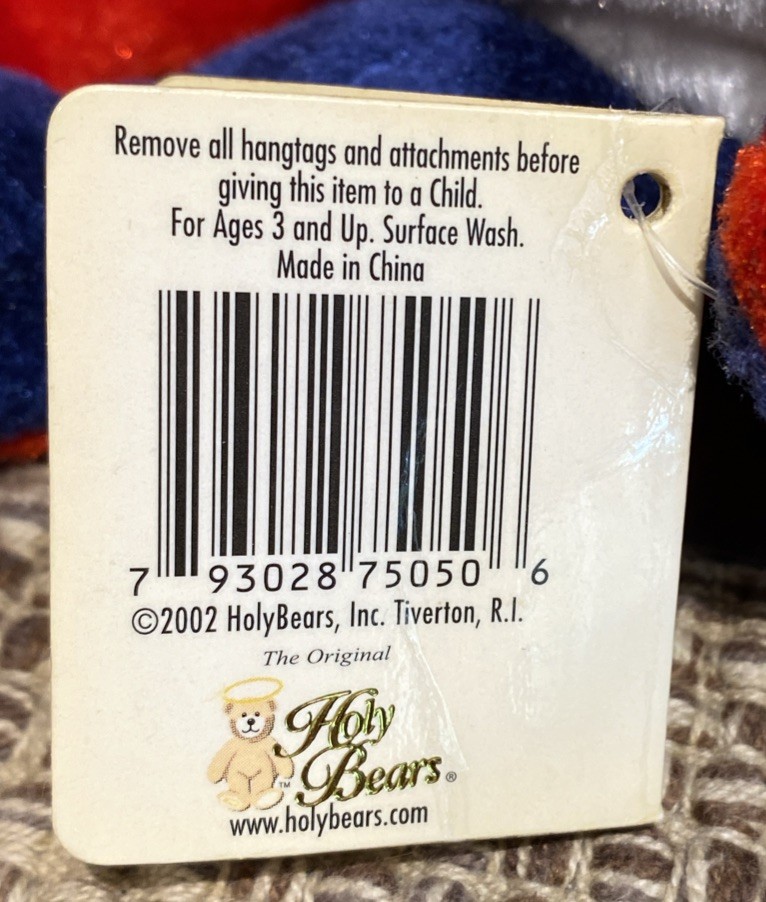 Remove all hangtags and attachments before
giving this item to a Child.
For Ages 3 and Up. Surface Wash.
Made in China
7 93028 75050 6
©2002 HolyBears, Inc. Tiverton, R.I.
The Original
Holy
Bears®
™
www.holybears.com